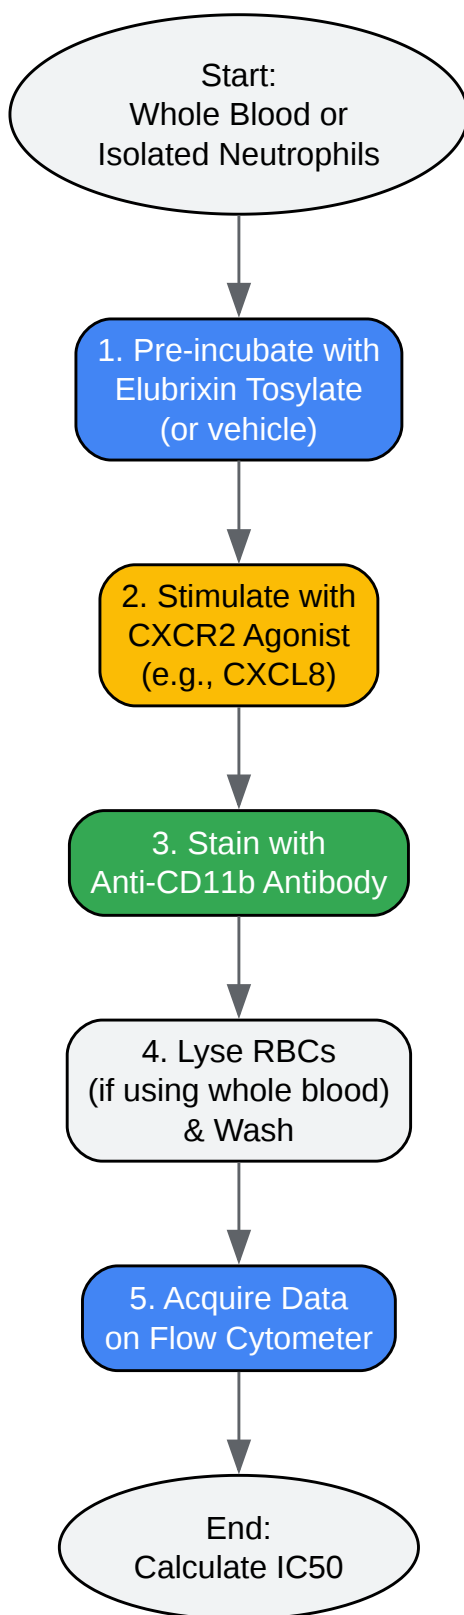 Start:
Whole Blood or
Isolated Neutrophils
1. Pre-incubate with
Elubrixin Tosylate
(or vehicle)
2. Stimulate with
CXCR2 Agonist
(e.g., CXCL8)
3. Stain with
Anti-CD11b Antibody
4. Lyse RBCs
(if using whole blood)
& Wash
5. Acquire Data
on Flow Cytometer
End:
Calculate IC50